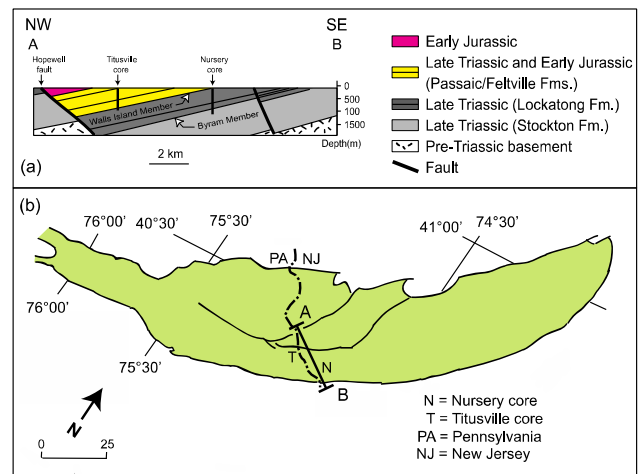 NW
SE
A
B
Hopewell
fault
Titusville
core
Nursery
core
Walls Island Member
Byram Member
0
500
100
1500
Depth(m)
2 km
(a)
Early Jurassic
Late Triassic and Early Jurassic
(Passaic/Feltville Fms.)
Late Triassic (Lockatong Fm.)
Late Triassic (Stockton Fm.)
Pre-Triassic basement
Fault
(b)
76°00'
40°30'
75°30'
41°00'
74°30'
PA
NJ
76°00'
75°30'
A
T
N
B
N
0
25
N = Nursery core
T = Titusville core
PA = Pennsylvania
NJ = New Jersey